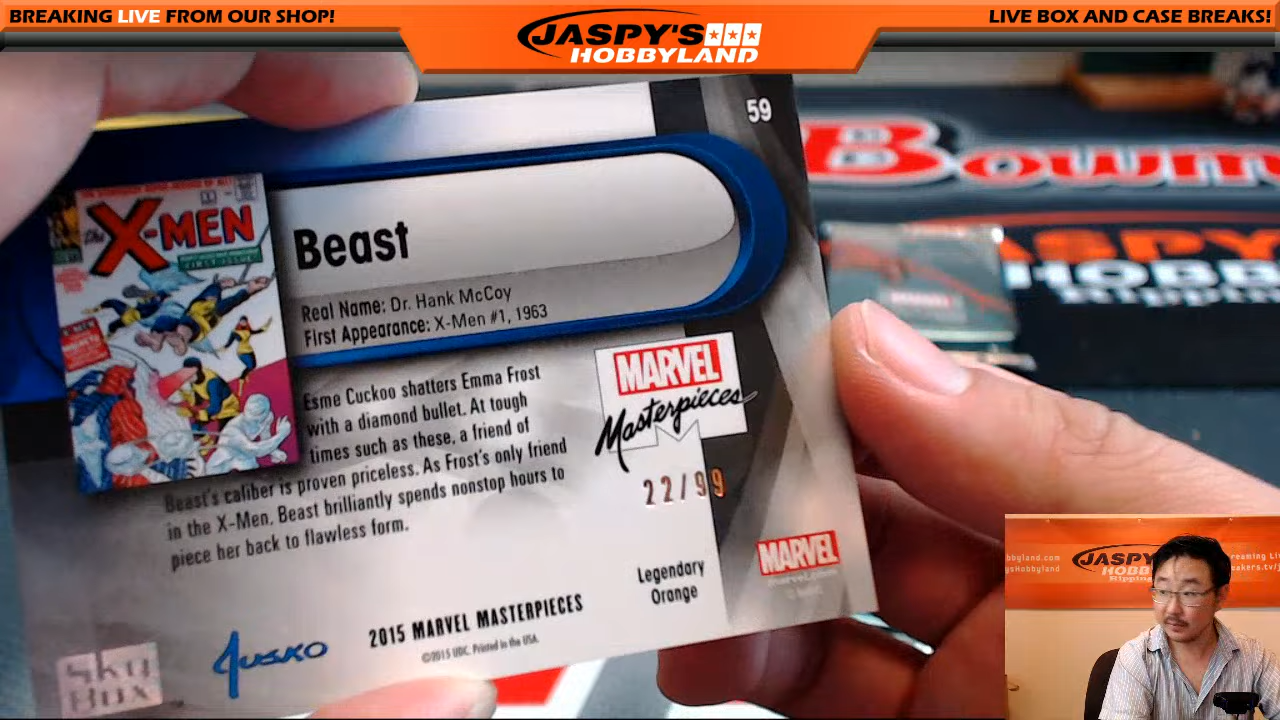 BREAKING LIVE FROM OUR SHOP!
JASPY'S
HOBBYLAND
LIVE BOX AND CASE BREAKS!
59
X-MEN
Beast
Real Name: Dr. Hank McCoy
First Appearance: X-Men #1, 1963
Esme Cuckoo shatters Emma Frost
with a diamond bullet. At tough
times such as these, a friend of
Beast's caliber is proven priceless. As Frost's only friend
in the X-Men, Beast brilliantly spends nonstop hours to
piece her back to flawless form.
MARVEL
Masterpieces
22/99
MARVEL
Legendary
Orange
2015 MARVEL MASTERPIECES
©2015 UDC. Printed in the USA.
Jusko
Sky
Box
™
BOWM
HOBB
JASPY'S